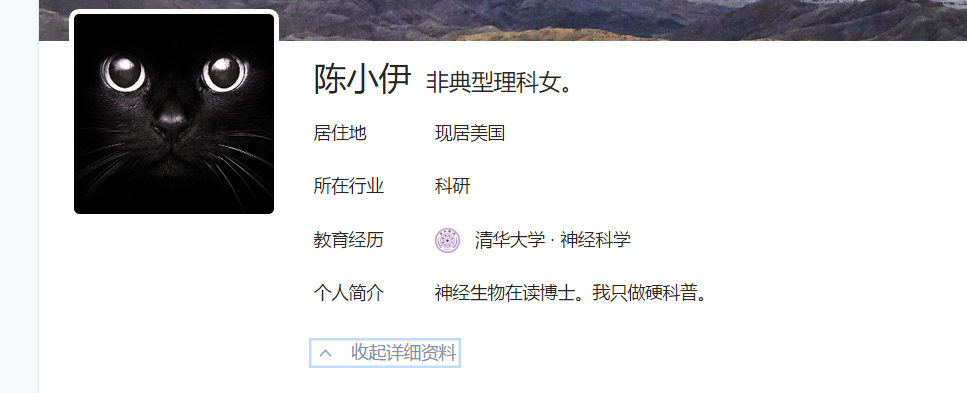 陈小伊 非典型理科女。
居住地 现居美国
所在行业 科研
教育经历 清华大学 · 神经科学
个人简介 神经生物在读博士。我只做硬科普。
收起详细资料